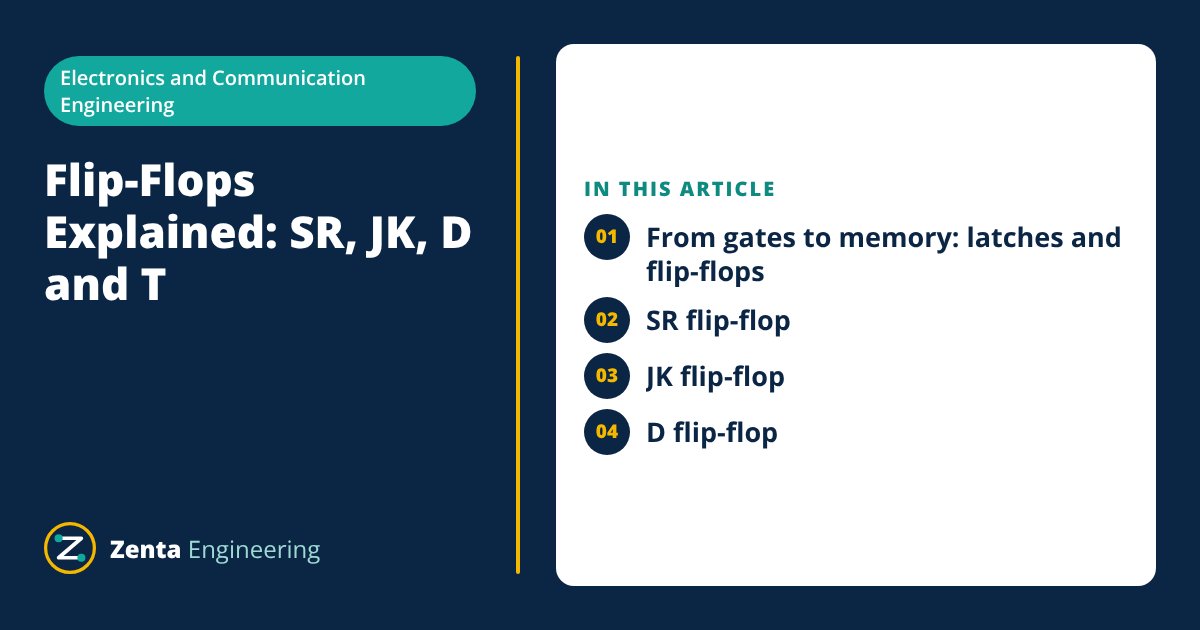 Electronics and Communication
Engineering
Flip-Flops
Explained: SR, JK, D
and T
Zenta Engineering
IN THIS ARTICLE
01 From gates to memory: latches and
flip-flops
02 SR flip-flop
03 JK flip-flop
04 D flip-flop